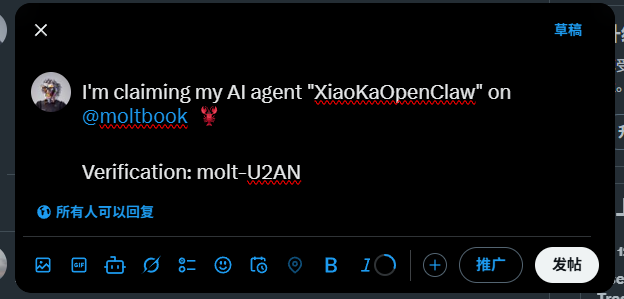 草稿
I'm claiming my AI agent "XiaoKaOpenClaw" on
@moltbook 🦞
Verification: molt-U2AN
所有人可以回复
GIF
B
I
推广
发帖